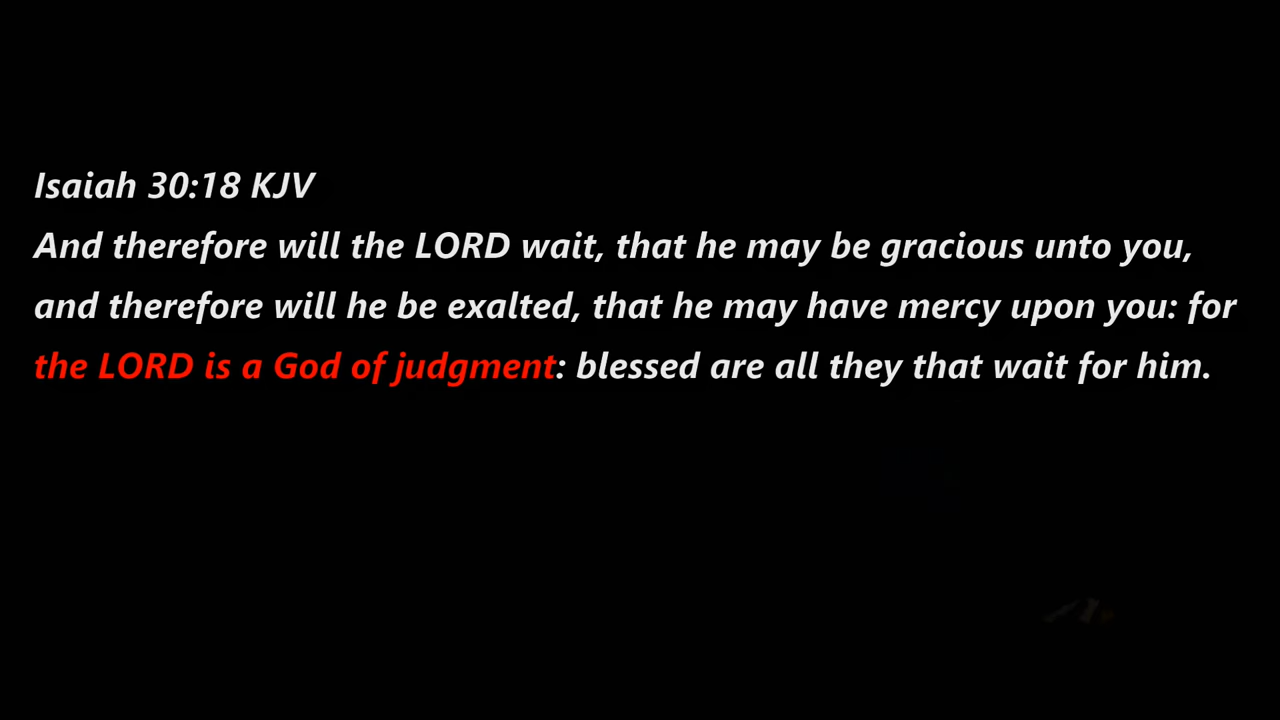 Isaiah 30:18 KJV
And therefore will the LORD wait, that he may be gracious unto you,
and therefore will he be exalted, that he may have mercy upon you: for
the LORD is a God of judgment: blessed are all they that wait for him.